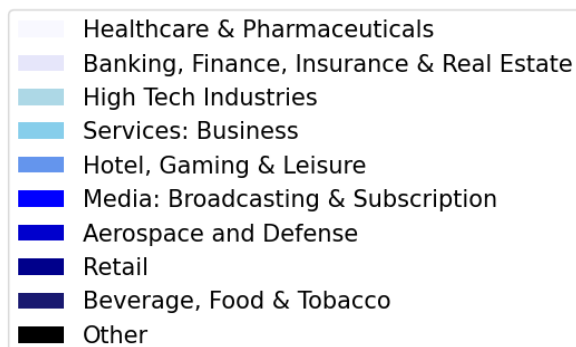 Healthcare & Pharmaceuticals
Banking, Finance, Insurance & Real Estate
High Tech Industries
Services: Business
Hotel, Gaming & Leisure
Media: Broadcasting & Subscription
Aerospace and Defense
Retail
Beverage, Food & Tobacco
Other